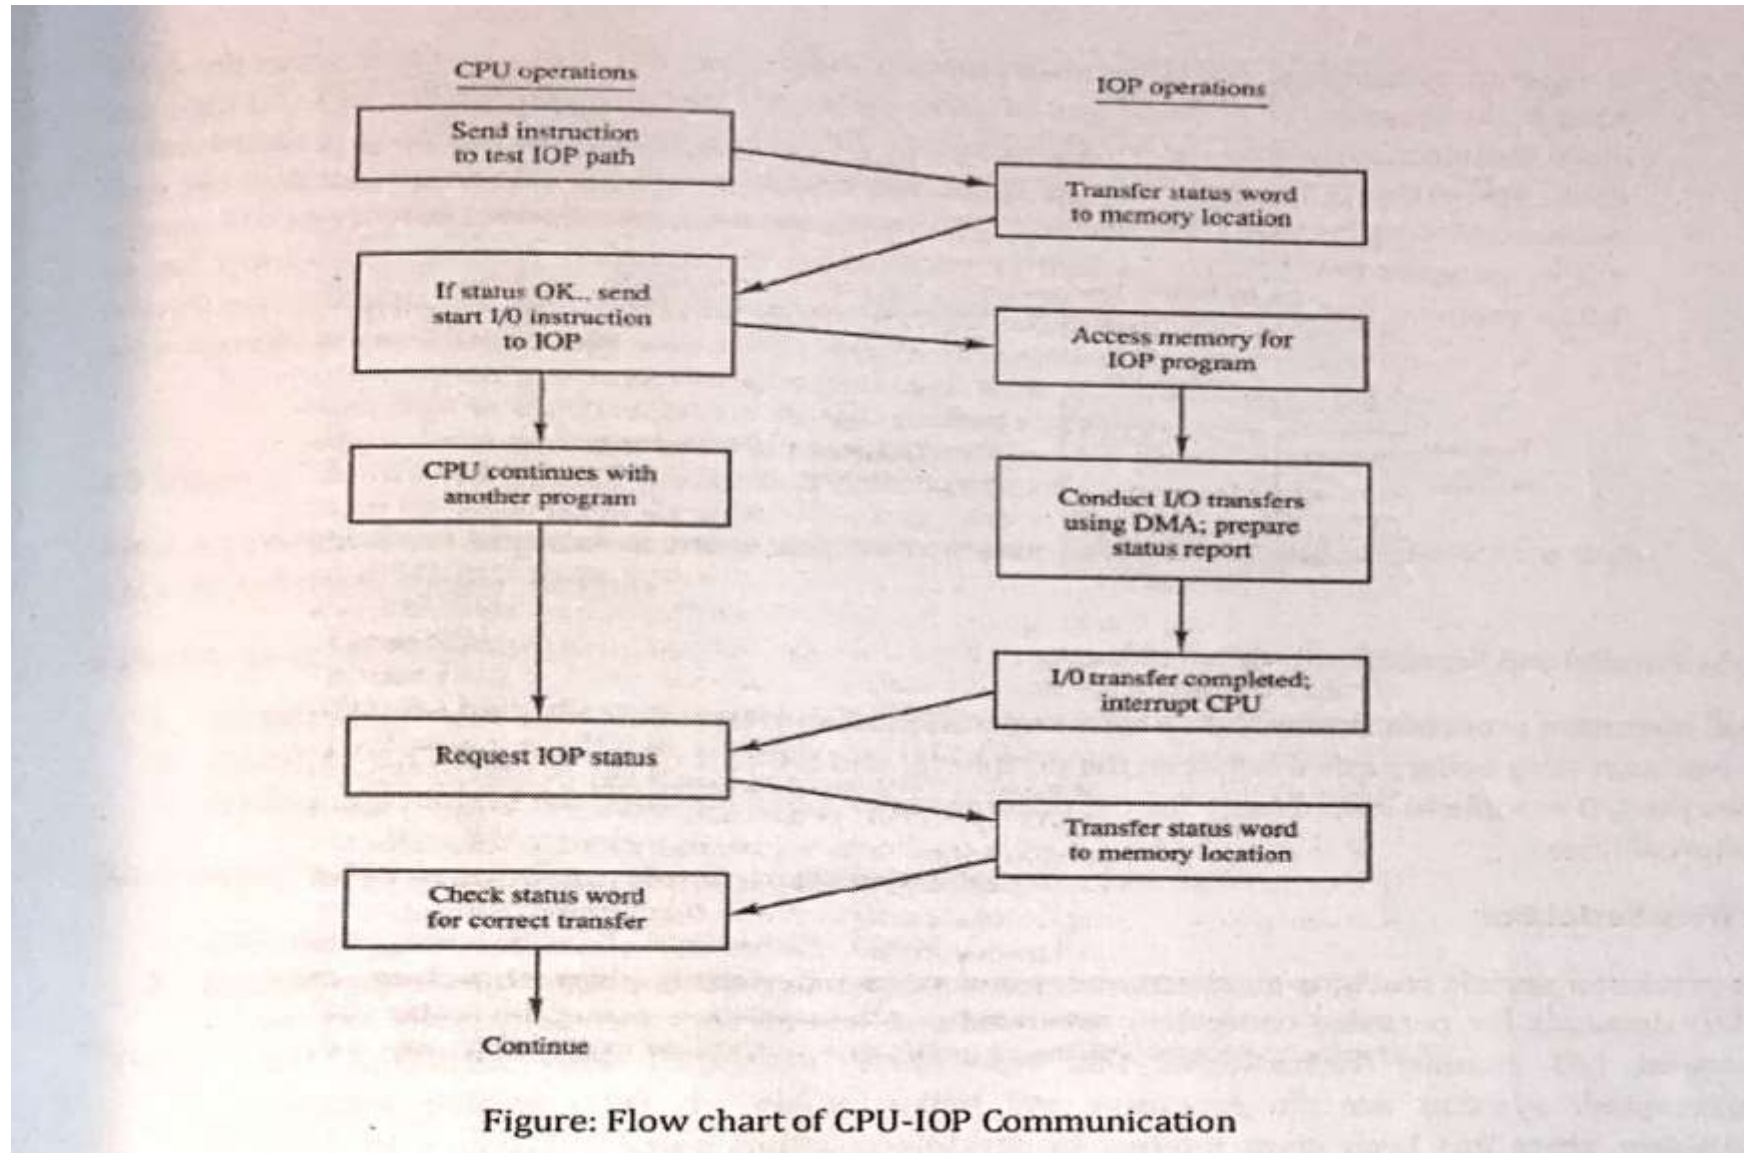 CPU operations
IOP operations
Send instruction
to test IOP path
Transfer status word
to memory location
If status OK., send
start I/O instruction
to IOP
Access memory for
IOP program
CPU continues with
another program
Conduct I/O transfers
using DMA; prepare
status report
I/O transfer completed;
interrupt CPU
Request IOP status
Transfer status word
to memory location
Check status word
for correct transfer
Continue
Figure: Flow chart of CPU-IOP Communication